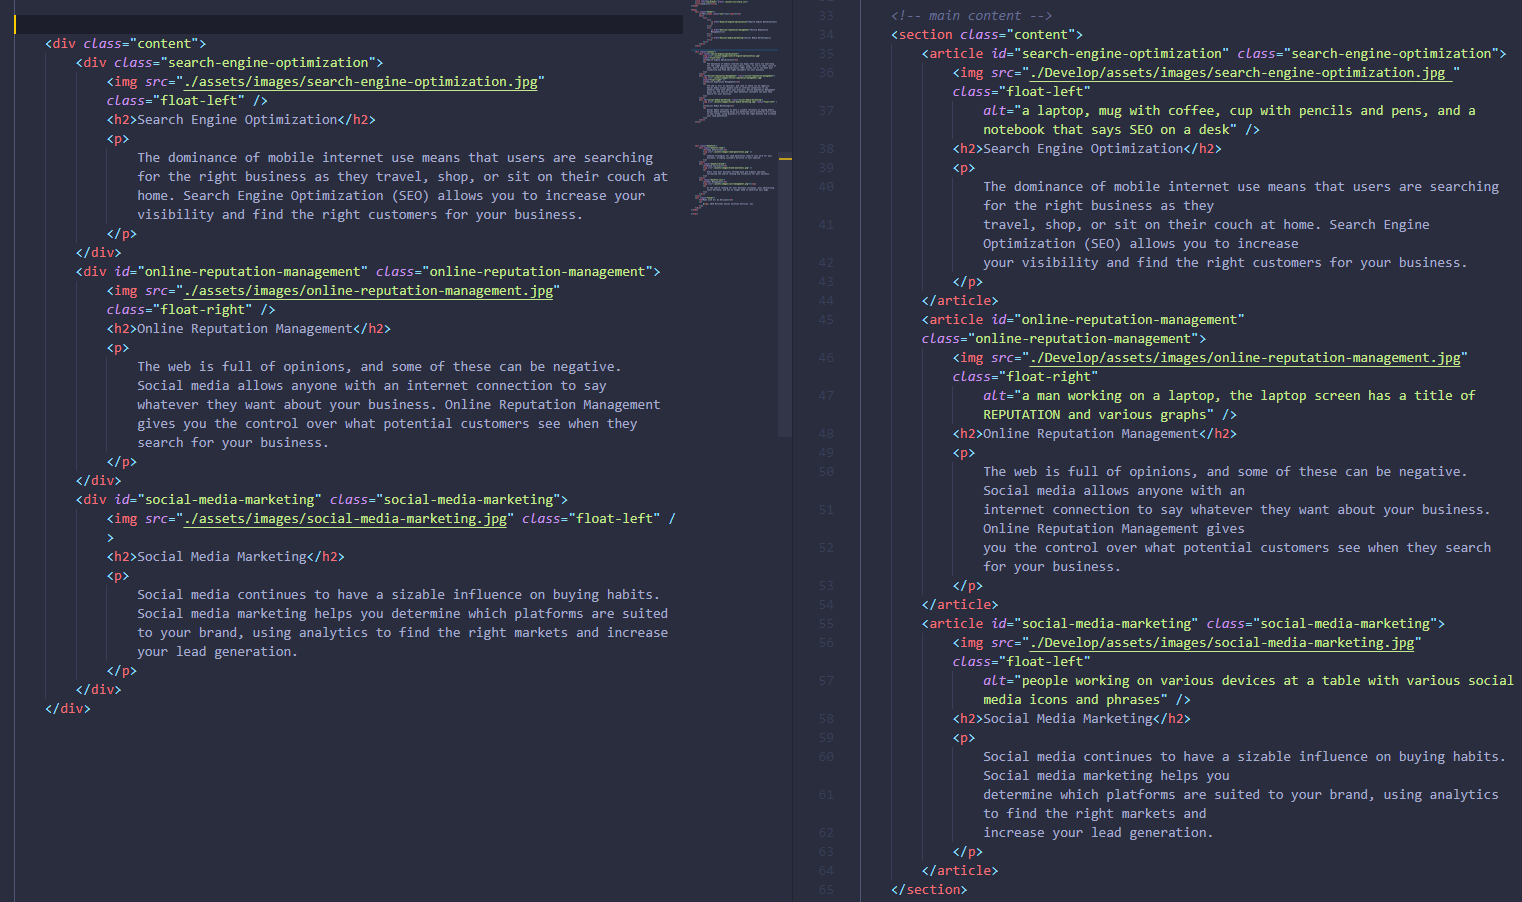 <div class="content">
<div class="search-engine-optimization">
<img src="./assets/images/search-engine-optimization.jpg"
class="float-left" />
<h2>Search Engine Optimization</h2>
<p>
The dominance of mobile internet use means that users are searching
for the right business as they travel, shop, or sit on their couch at
home. Search Engine Optimization (SEO) allows you to increase your
visibility and find the right customers for your business.
</p>
</div>
<div id="online-reputation-management" class="online-reputation-management">
<img src="./assets/images/online-reputation-management.jpg"
class="float-right" />
<h2>Online Reputation Management</h2>
<p>
The web is full of opinions, and some of these can be negative.
Social media allows anyone with an internet connection to say
whatever they want about your business. Online Reputation Management
gives you the control over what potential customers see when they
search for your business.
</p>
</div>
<div id="social-media-marketing" class="social-media-marketing">
<img src="./assets/images/social-media-marketing.jpg" class="float-left" /
>
<h2>Social Media Marketing</h2>
<p>
Social media continues to have a sizable influence on buying habits.
Social media marketing helps you determine which platforms are suited
to your brand, using analytics to find the right markets and increase
your lead generation.
</p>
</div>
</div>
33 <!-- main content -->
34 <section class="content">
35 <article id="search-engine-optimization" class="search-engine-optimization">
36 <img src="./Develop/assets/images/search-engine-optimization.jpg "
class="float-left"
37 alt="a laptop, mug with coffee, cup with pencils and pens, and a
notebook that says SEO on a desk" />
38 <h2>Search Engine Optimization</h2>
39 <p>
40 The dominance of mobile internet use means that users are searching
for the right business as they
41 travel, shop, or sit on their couch at home. Search Engine
Optimization (SEO) allows you to increase
42 your visibility and find the right customers for your business.
43 </p>
44 </article>
45 <article id="online-reputation-management"
class="online-reputation-management">
46 <img src="./Develop/assets/images/online-reputation-management.jpg"
class="float-right"
47 alt="a man working on a laptop, the laptop screen has a title of
REPUTATION and various graphs" />
48 <h2>Online Reputation Management</h2>
49 <p>
50 The web is full of opinions, and some of these can be negative.
Social media allows anyone with an
51 internet connection to say whatever they want about your business.
Online Reputation Management gives
52 you the control over what potential customers see when they search
for your business.
53 </p>
54 </article>
55 <article id="social-media-marketing" class="social-media-marketing">
56 <img src="./Develop/assets/images/social-media-marketing.jpg"
class="float-left"
57 alt="people working on various devices at a table with various social
media icons and phrases" />
58 <h2>Social Media Marketing</h2>
59 <p>
60 Social media continues to have a sizable influence on buying habits.
Social media marketing helps you
61 determine which platforms are suited to your brand, using analytics
to find the right markets and
62 increase your lead generation.
63 </p>
64 </article>
65 </section>